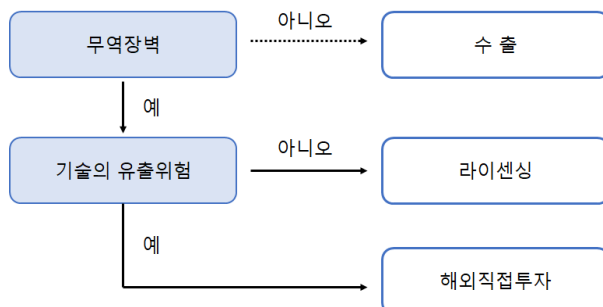 무역장벽
아니오
수 출
예
기술의 유출위험
아니오
라이센싱
예
해외직접투자